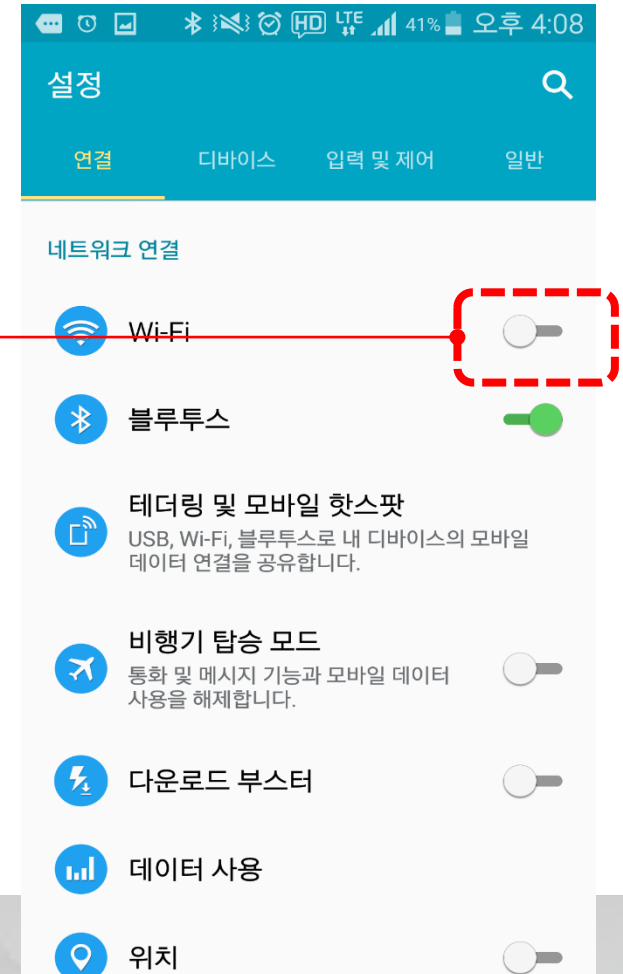 HD LTE 41% 오후 4:08
설정
연결 디바이스 입력 및 제어 일반
네트워크 연결
Wi-Fi
블루투스
테더링 및 모바일 핫스팟
USB, Wi-Fi, 블루투스로 내 디바이스의 모바일
데이터 연결을 공유합니다.
비행기 탑승 모드
통화 및 메시지 기능과 모바일 데이터
사용을 해제합니다.
다운로드 부스터
데이터 사용
위치